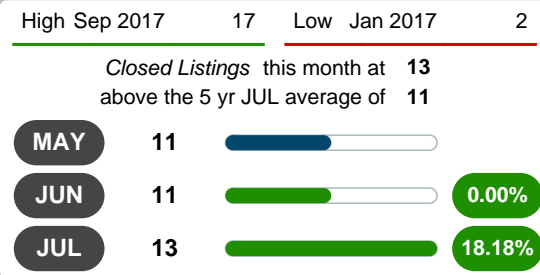 High Sep 2017 17 Low Jan 2017 2
Closed Listings this month at 13
above the 5 yr JUL average of 11
MAY 11
JUN 11 0.00%
JUL 13 18.18%